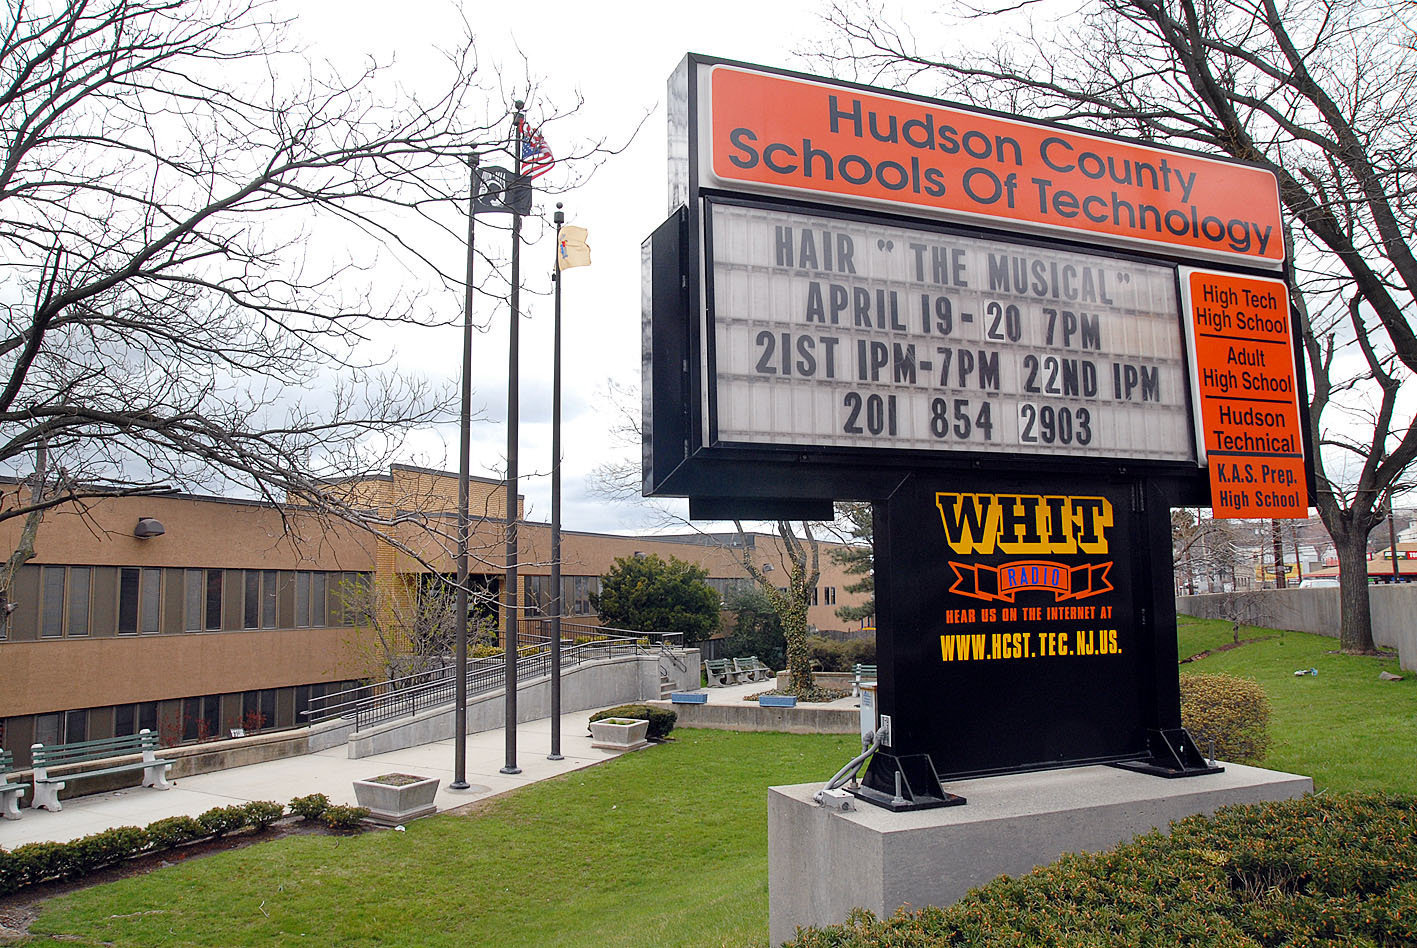 Hudson County
Schools Of Technology
HAIR " THE MUSICAL"
APRIL 19-20 7PM
21ST 1PM-7PM 22ND 1PM
201 854 2903
High Tech
High School
Adult
High School
Hudson
Technical
K.A.S. Prep.
High School
WHIT
RADIO
HEAR US ON THE INTERNET AT
WWW.HCST.TEC.NJ.US.